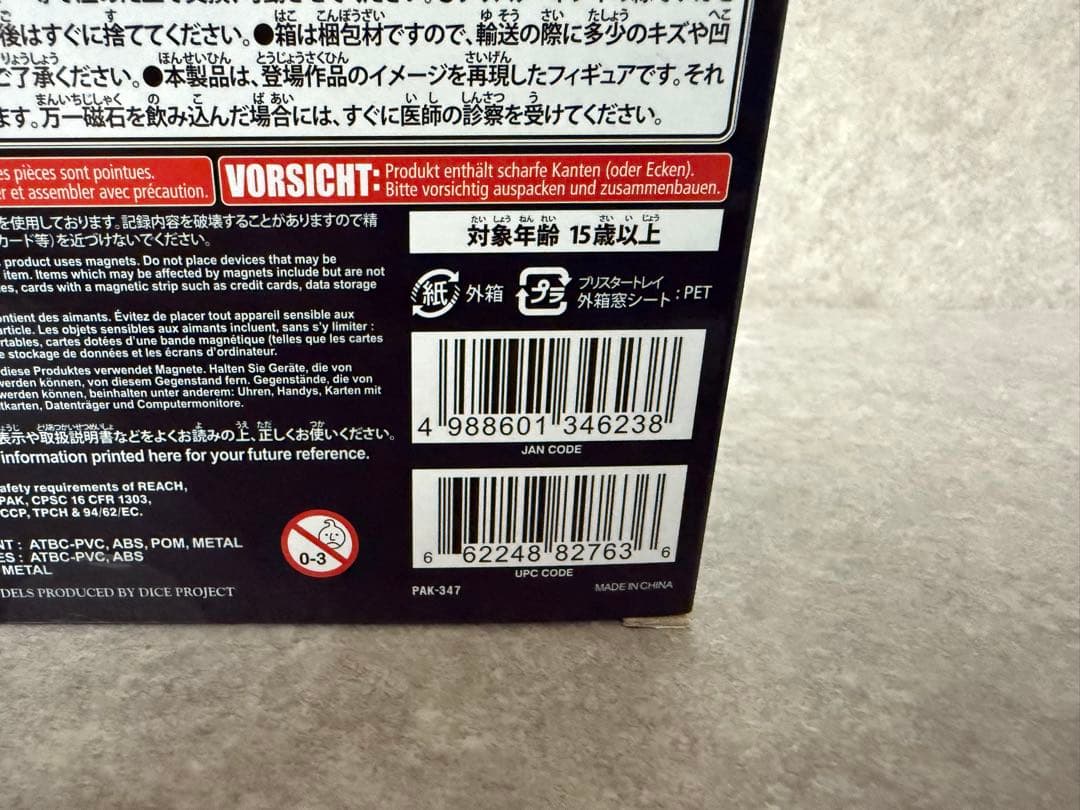 後はすぐに捨ててください。●箱は梱包材ですので、輸送の際に多少のキズや凹
ご了承ください。●本製品は、登場作品のイメージを再現したフィギュアです。それ
ます。万一磁石を飲み込んだ場合には、すぐに医師の診察を受けてください。
es pièces sont pointues.
er et assembler avec précaution.
VORSICHT: Produkt enthält scharfe Kanten (oder Ecken).
Bitte vorsichtig auspacken und zusammenbauen.
を使用しております。記録内容を破壊することがありますので精
カード等)を近づけないでください。
product uses magnets. Do not place devices that may be
item. Items which may be affected by magnets include but are not
es, cards with a magnetic strip such as credit cards, data storage
ontient des aimants. Évitez de placer tout appareil sensible aux
article. Les objets sensibles aux aimants incluent, sans s'y limiter :
rtables, cartes dotées d'une bande magnétique (telles que les cartes
e stockage de données et les écrans d'ordinateur.
diese Produktes verwendet Magnete. Halten Sie Geräte, die von
werden können, von diesem Gegenstand fern. Gegenstände, die von
werden können, beinhalten unter anderem: Uhren, Handys, Karten mit
tkarten, Datenträger und Computermonitore.
表示や取扱説明書などをよくお読みの上、正しくお使いください。
information printed here for your future reference.
afety requirements of REACH,
PAK, CPSC 16 CFR 1303,
CCP, TPCH & 94/62/EC.
NT : ATBC-PVC, ABS, POM, METAL
ES : ATBC-PVC, ABS
METAL
DELS PRODUCED BY DICE PROJECT
0-3
たいしょうねんれい さいいじょう
対象年齢 15歳以上
紙 外箱 プラ ブリスタートレイ
外箱窓シート : PET
4 988601 346238
JAN CODE
6 62248 82763 6
UPC CODE
PAK-347 MADE IN CHINA